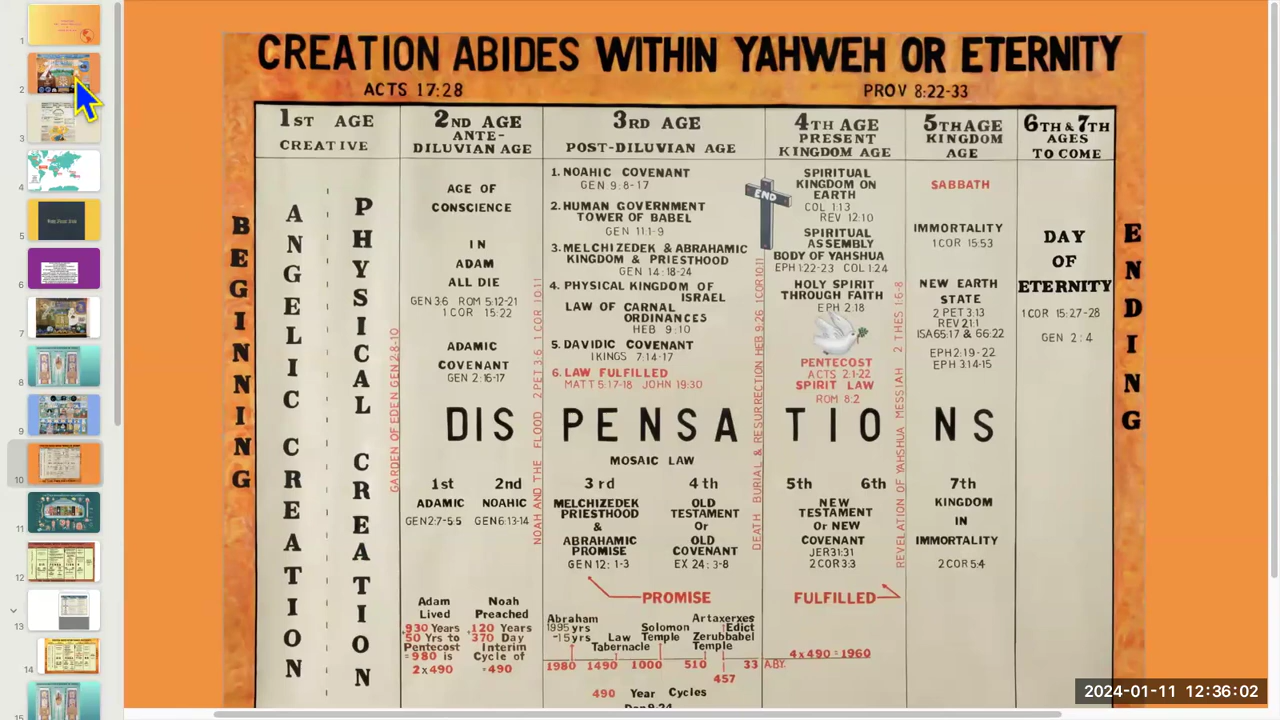 CREATION ABIDES WITHIN YAHWEH OR ETERNITY
ACTS 17:28
PROV 8:22-33
1ST AGE
CREATIVE
2ND AGE
ANTE-
DILUVIAN AGE
3RD AGE
POST-DILUVIAN AGE
4TH AGE
PRESENT
KINGDOM AGE
5TH AGE
KINGDOM
AGE
6TH & 7TH
AGES
TO COME
BEGINNING
ANGELIC CREATION
PHYSICAL CREATION
GARDEN OF EDEN GEN 2:8-10
AGE OF
CONSCIENCE
IN
ADAM
ALL DIE
GEN 3:6 ROM 5:12-21
1 COR 15:22
ADAMIC
COVENANT
GEN 2:16-17
NOAH AND THE FLOOD 2 PET 3:6 1 COR 10:11
1. NOAHIC COVENANT
GEN 9:8-17
2. HUMAN GOVERNMENT
TOWER OF BABEL
GEN 11:1-9
3. MELCHIZEDEK & ABRAHAMIC
KINGDOM & PRIESTHOOD
GEN 14:18-24
4. PHYSICAL KINGDOM OF
ISRAEL
LAW OF CARNAL
ORDINANCES
HEB 9:10
5. DAVIDIC COVENANT
1 KINGS 7:14-17
6. LAW FULFILLED
MATT 5:17-18 JOHN 19:30
END
DEATH BURIAL & RESURRECTION HEB 9:26 1 COR 10:11
SPIRITUAL
KINGDOM ON
EARTH
COL 1:13
REV 12:10
SPIRITUAL
ASSEMBLY
BODY OF YAHSHUA
EPH 1:22-23 COL 1:24
HOLY SPIRIT
THROUGH FAITH
EPH 2:18
PENTECOST
ACTS 2:1-22
SPIRIT LAW
ROM 8:2
REVELATION OF YAHSHUA MESSIAH 2 THES 1:6-8
SABBATH
IMMORTALITY
1 COR 15:53
NEW EARTH
STATE
2 PET 3:13
REV 21:1
ISA 65:17 & 66:22
EPH 2:19-22
EPH 3:14-15
DAY
OF
ETERNITY
1 COR 15:27-28
GEN 2:4
ENDING
DISPENSATIONS
MOSAIC LAW
1st 2nd 3rd 4th 5th 6th 7th
ADAMIC
GEN 2:7-5:5
NOAHIC
GEN 6:13-14
MELCHIZEDEK
PRIESTHOOD
&
ABRAHAMIC
PROMISE
GEN 12:1-3
OLD
TESTAMENT
Or
OLD
COVENANT
EX 24:3-8
NEW
TESTAMENT
Or NEW
COVENANT
JER 31:31
2 COR 3:3
KINGDOM
IN
IMMORTALITY
2 COR 5:4
PROMISE
FULFILLED
Adam
Lived
930 Years
50 Yrs to
Pentecost
= 980 is
2 x 490
Noah
Preached
120 Years
370 Day
Interim
Cycle of
= 490
Abraham
1995 yrs
-15 yrs
Law
Tabernacle
Solomon
Temple
Artaxerxes
Edict
Zerubbabel
Temple
1980 1490 1000 510 33 A.B.Y.
457
4 x 490 = 1960
490 Year Cycles
1
2
3
4
5
6
7
8
9
10
11
12
13
14
15
2024-01-11 12:36:02